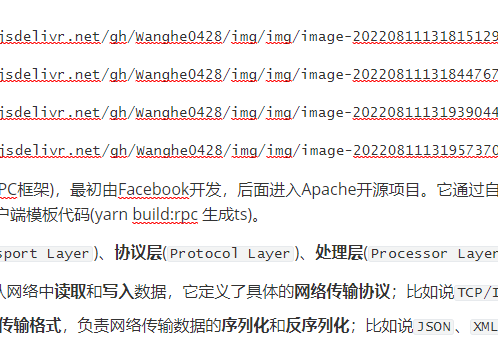 jsdelivr.net/gh/Wanghe0428/img/img/image-20220811131815129
jsdelivr.net/gh/Wanghe0428/img/img/image-20220811131844767
jsdelivr.net/gh/Wanghe0428/img/img/image-20220811131939044
jsdelivr.net/gh/Wanghe0428/img/img/image-20220811131957370
PC框架)，最初由Facebook开发，后面进入Apache开源项目。它通过自
户端模板代码(yarn build:rpc 生成ts)。
sport Layer)、协议层(Protocol Layer)、处理层(Processor Layer
从网络中读取和写入数据，它定义了具体的网络传输协议；比如说TCP/I
传输格式，负责网络传输数据的序列化和反序列化；比如说JSON、XML